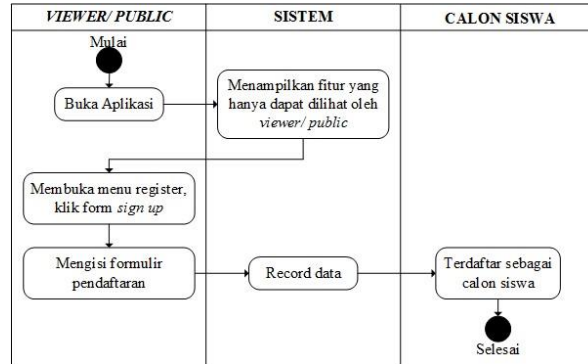 VIEWER/ PUBLIC
SISTEM
CALON SISWA
Mulai
Buka Aplikasi
Menampilkan fitur yang
hanya dapat dilihat oleh
viewer/ public
Membuka menu register,
klik form sign up
Mengisi formulir
pendaftaran
Record data
Terdaftar sebagai
calon siswa
Selesai